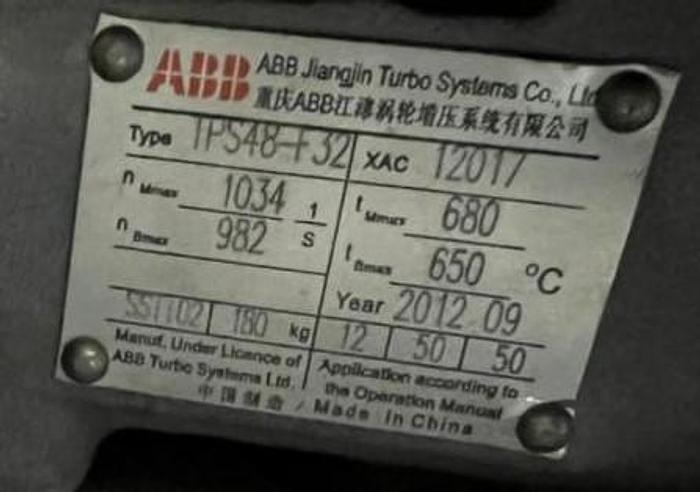 ABB ABB Jiangjin Turbo Systems Co., Ltd
重庆ABB江津涡轮增压系统有限公司
Type TPS48-F32 XAC 12017
n Mmax 1034 1/s t Mmax 680
n Bmax 982 t Bmax 650 °C
Year 2012.09
180 kg 12 50 50
Manuf. Under Licence of
ABB Turbo Systems Ltd.
Application according to
the Operation Manual
中国制造 / Made In China